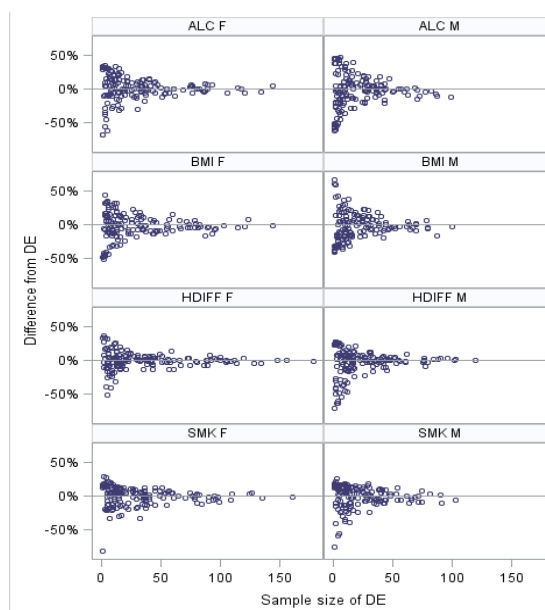 ALC F
ALC M
50%
0%
-50%
BMI F
BMI M
50%
0%
-50%
HDIFF F
HDIFF M
50%
0%
-50%
SMK F
SMK M
50%
0%
-50%
Difference from DE
0 50 100 150
0 50 100 150
Sample size of DE